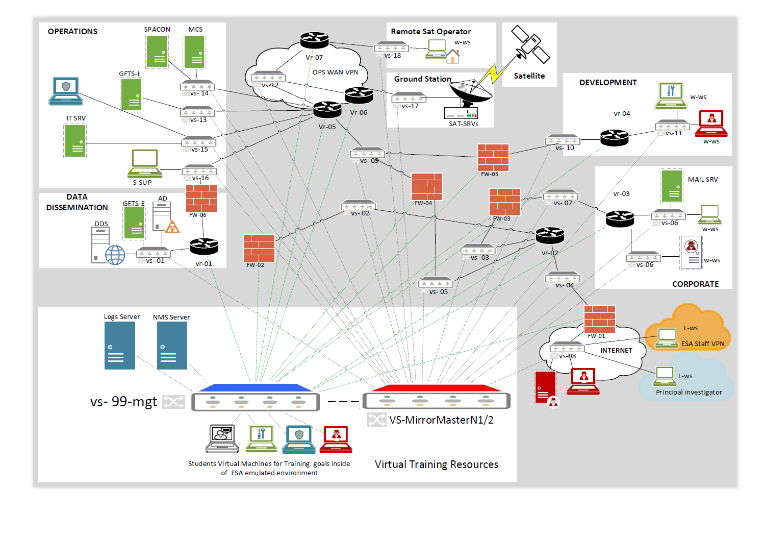 OPERATIONS
SPACON
MCS
GFTS-I
IT SRV
S-SUP
vs- 14
vs-13
vs-15
vs-16
Vr-07
OPS WAN VPN
vs-12
Vr-06
Vr-05
Remote Sat Operator
w-ws
vs-18
Ground Station
vs-17
SAT-SRVs
Satellite
DEVELOPMENT
vr-04
w-ws
vs-11
w-ws
vs- 10
FW-05
vs-09
FW-04
FW-03
vs- 07
vr-03
MAIL SRV
vs-06
w-ws
vs-06
w-ws
CORPORATE
DATA
DISSEMINATION
GFTS-E
AD
DDS
vs- 01
vr-01
FW-06
FW-02
vs - 02
vs- 03
vr-02
vs - 05
vs- 04
FW-01
INTERNET
vs-08
t-ws
ESA Staff VPN
t-ws
Principal Investigator
Logs Server
NMS Server
vs- 99-mgt
VS-MirrorMasterN1/2
Students Virtual Machines for Training goals inside
of ESA emulated environment
Virtual Training Resources